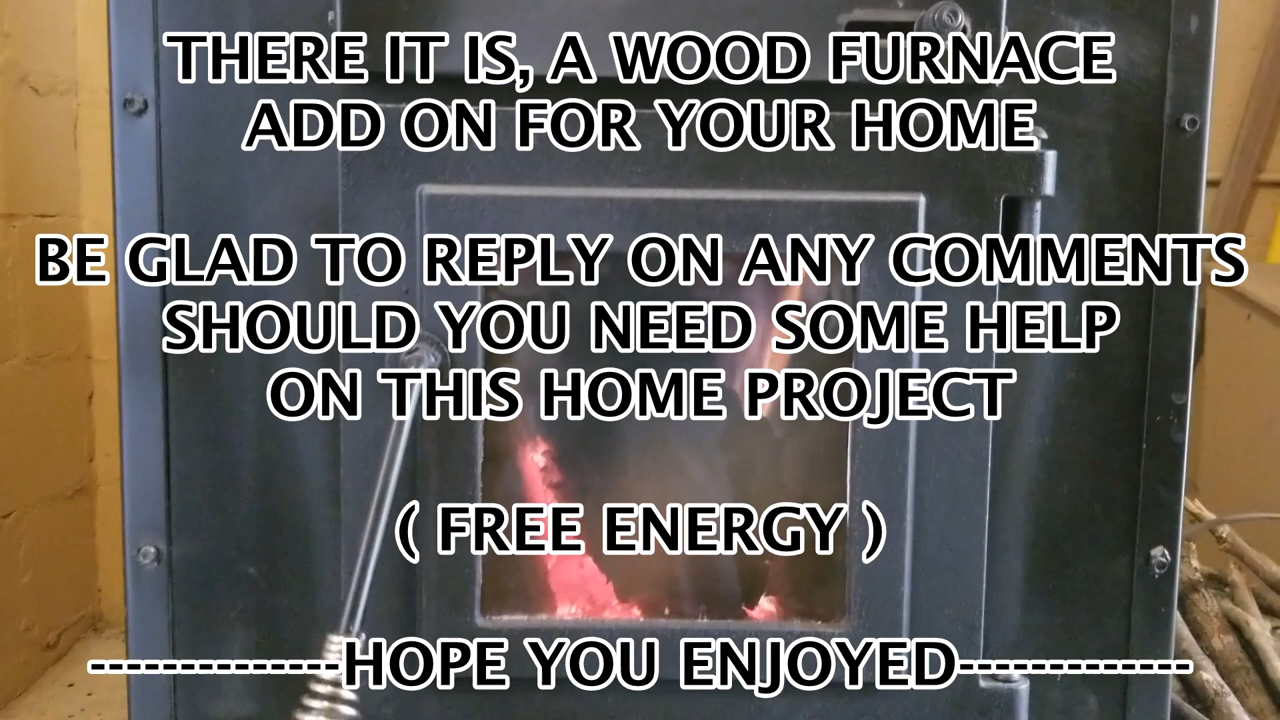 THERE IT IS, A WOOD FURNACE
ADD ON FOR YOUR HOME
BE GLAD TO REPLY ON ANY COMMENTS
SHOULD YOU NEED SOME HELP
ON THIS HOME PROJECT
( FREE ENERGY )
--------------HOPE YOU ENJOYED-------------